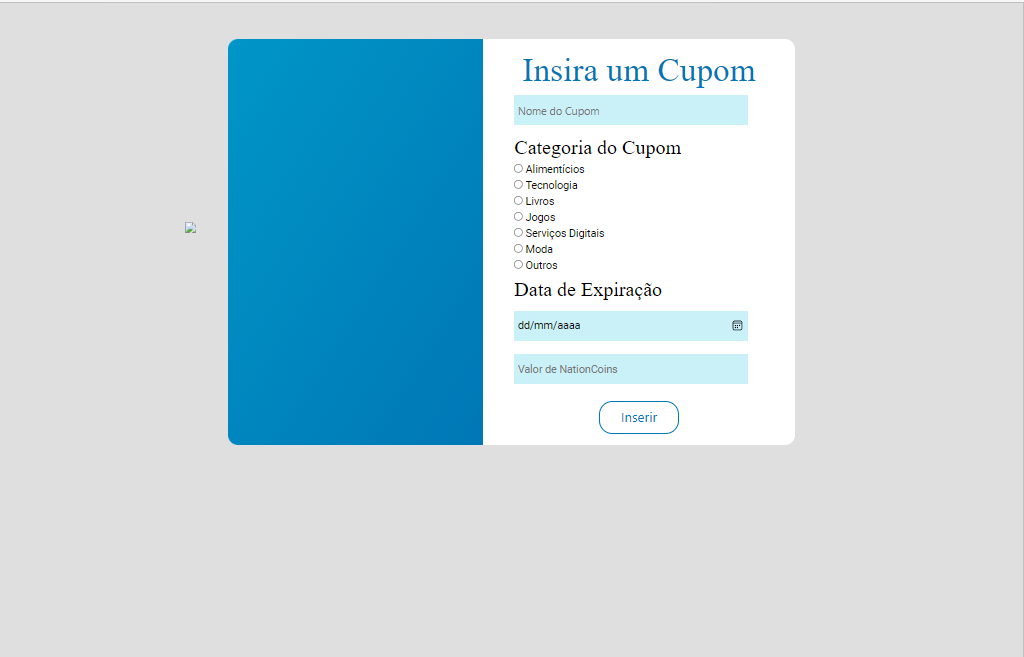 Insira um Cupom
Nome do Cupom
Categoria do Cupom
Alimentícios
Tecnologia
Livros
Jogos
Serviços Digitais
Moda
Outros
Data de Expiração
dd/mm/aaaa
Valor de NationCoins
Inserir